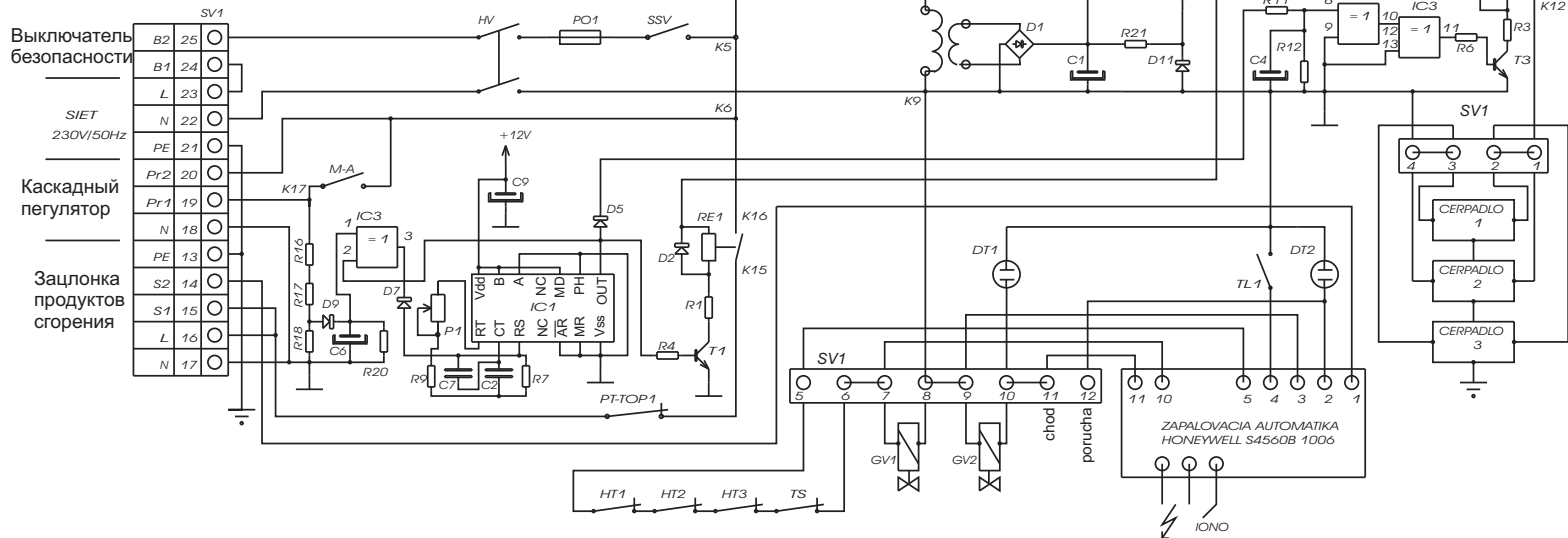 SV1
Выключатель
безопасности
SIET
230V/50Hz
Каскадный
пегулятор
Зацлонка
продуктов
сгорения
B2 25
B1 24
L 23
N 22
PE 21
Pr2 20
Pr1 19
N 18
PE 13
S2 14
S1 15
L 16
N 17
HV
PO1
SSV
K5
K6
K9
D1
C1
R21
D11
R12
C4
9
= 1
10
12
13
IC3
= 1
11
R6
R3
T3
K12
SV1
4 3 2 1
CERPADLO
1
CERPADLO
2
CERPADLO
3
M-A
K17
+12V
C9
R16
R17
R18
1
2
IC3
= 1
3
D9
C6
R20
D7
P1
Vdd B A NC MD PH OUT
IC1
RT CT RS NC AR MR Vss
R9
C7
C2
R7
D5
D2
RE1
K16
K15
R1
R4
T1
PT-TOP1
DT1
TL1
DT2
SV1
5 6 7 8 9 10 11 12
chod
porucha
GV1
GV2
HT1
HT2
HT3
TS
11 10 5 4 3 2 1
ZAPALOVACIA AUTOMATIKA
HONEYWELL S4560B 1006
IONO